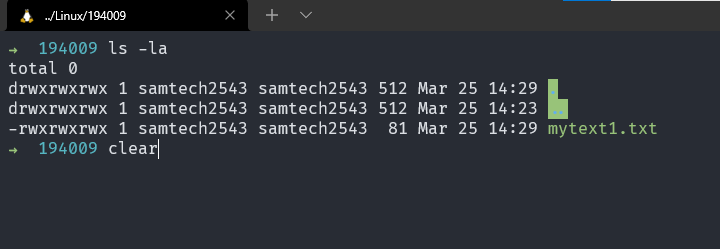 ../Linux/194009
→ 194009 ls -la
total 0
drwxrwxrwx 1 samtech2543 samtech2543 512 Mar 25 14:29 .
drwxrwxrwx 1 samtech2543 samtech2543 512 Mar 25 14:23 ..
-rwxrwxrwx 1 samtech2543 samtech2543  81 Mar 25 14:29 mytext1.txt
→ 194009 clear